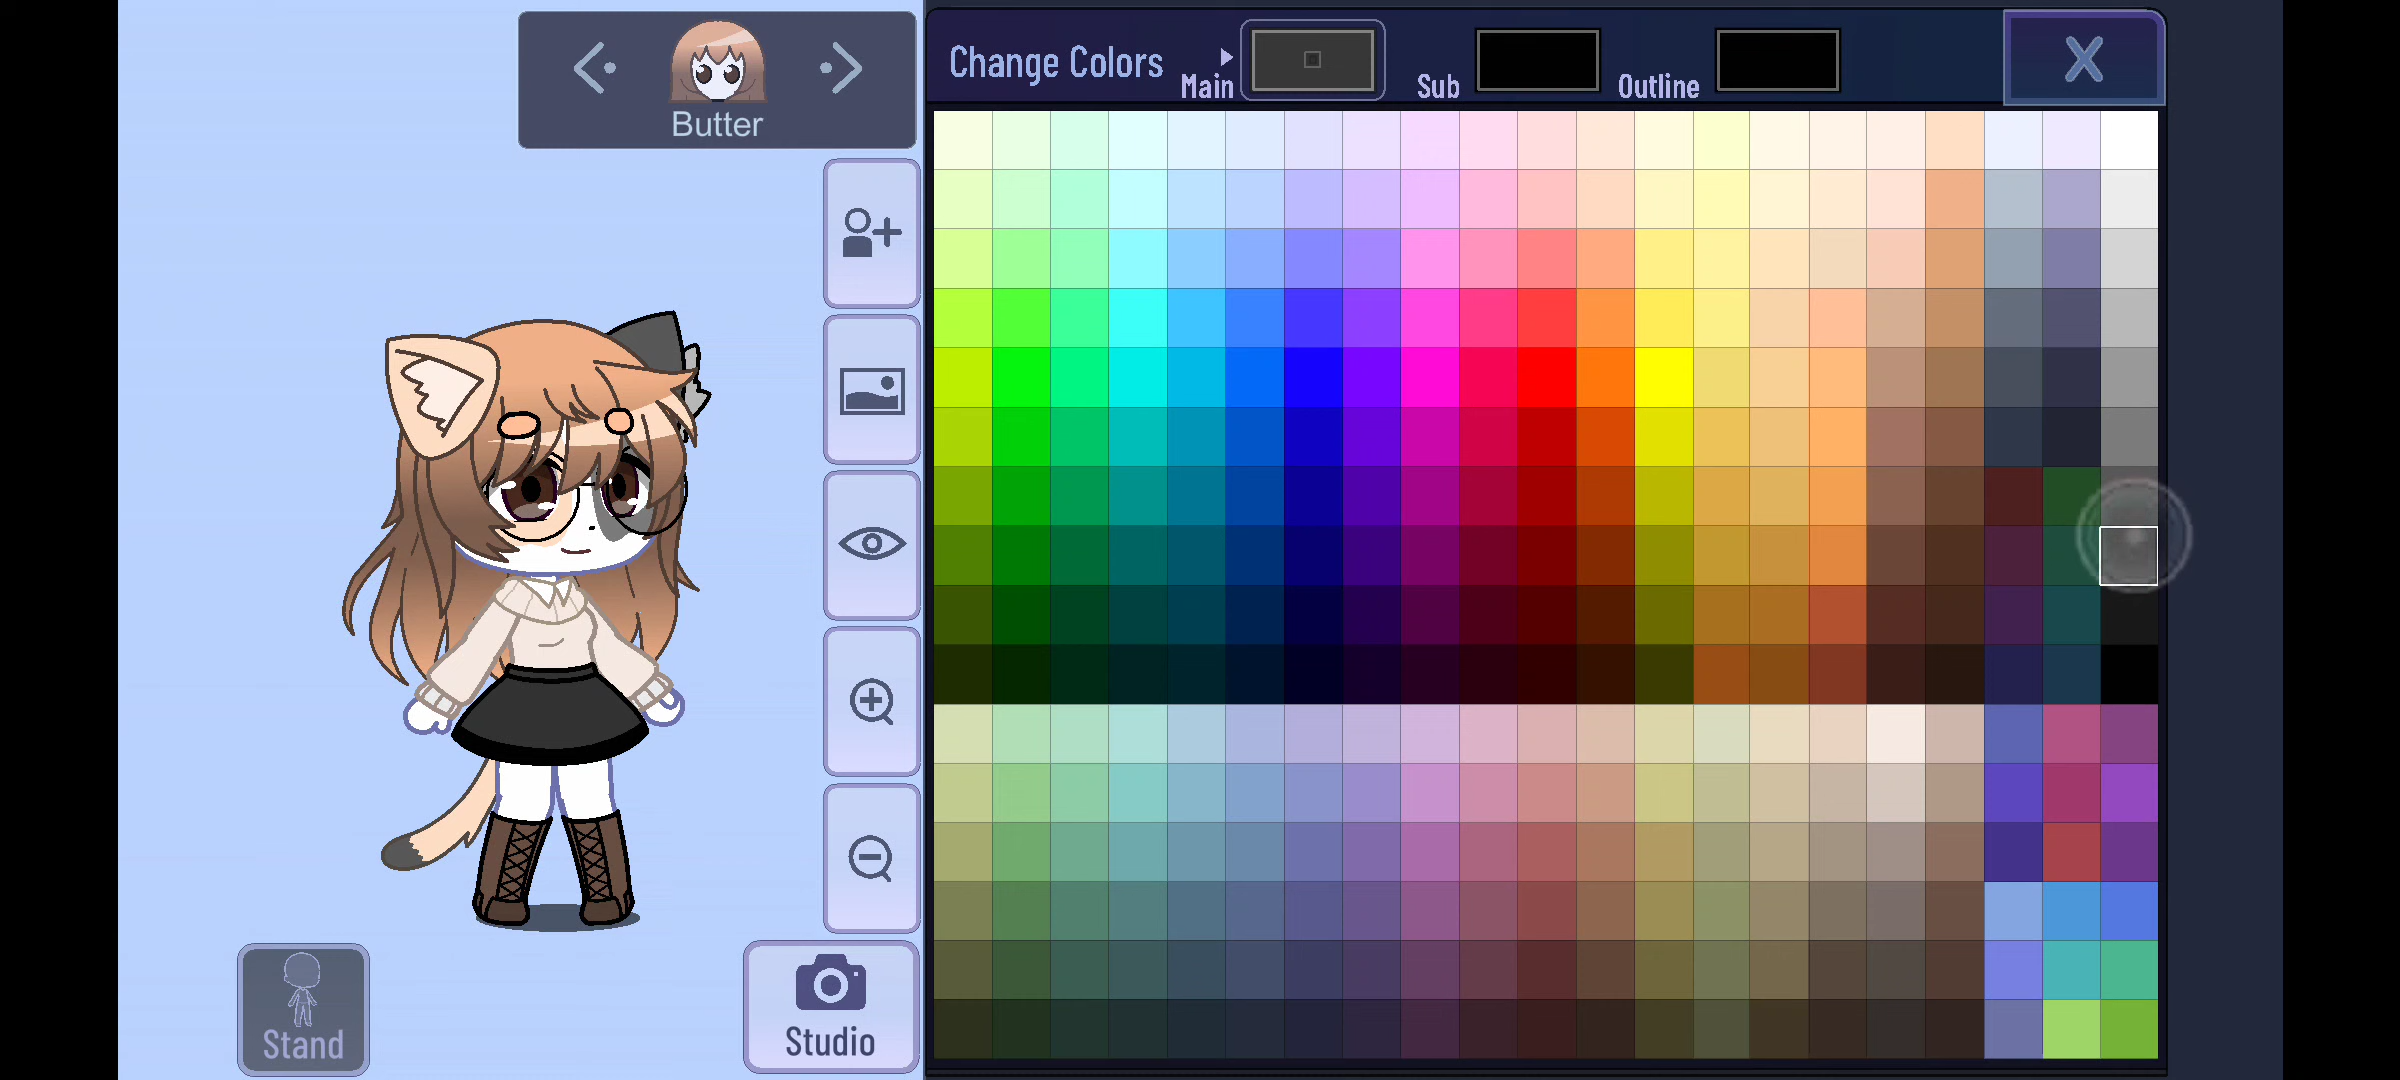 Butter
Change Colors
Main
Sub
Outline
X
Stand
Studio